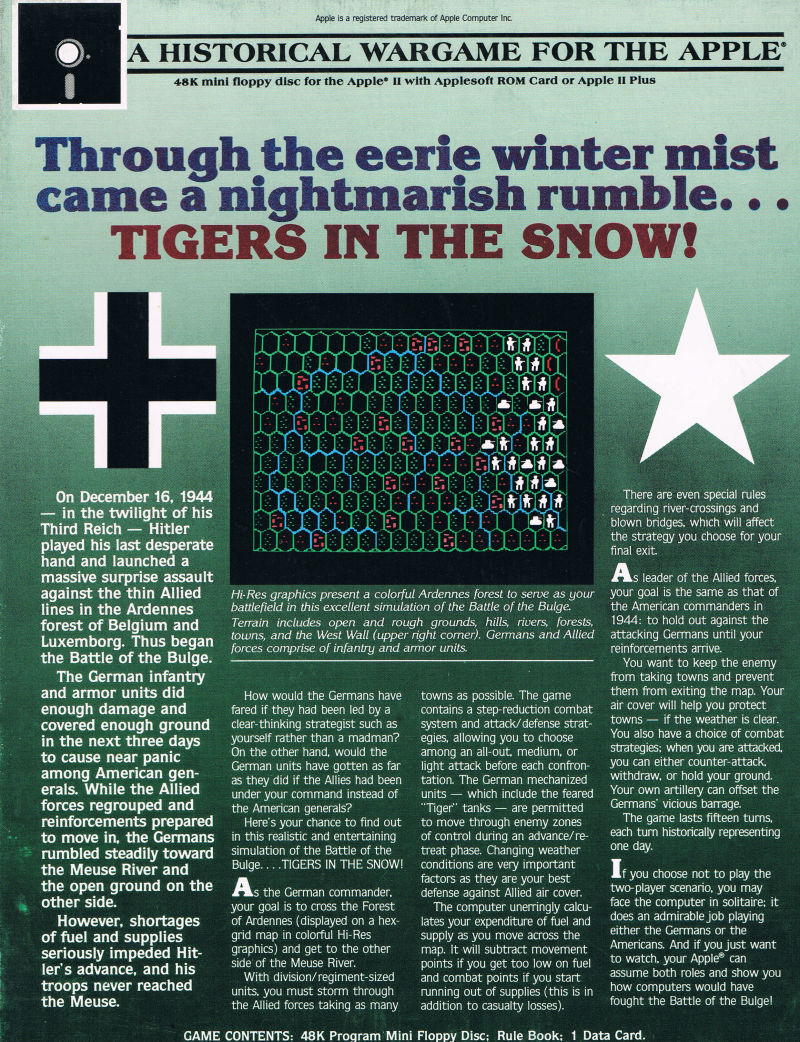 Apple is a registered trademark of Apple Computer Inc.
A HISTORICAL WARGAME FOR THE APPLE®
48K mini floppy disc for the Apple® II with Applesoft ROM Card or Apple II Plus
Through the eerie winter mist
came a nightmarish rumble. . .
TIGERS IN THE SNOW!
On December 16, 1944
— in the twilight of his
Third Reich — Hitler
played his last desperate
hand and launched a
massive surprise assault
against the thin Allied
lines in the Ardennes
forest of Belgium and
Luxemborg. Thus began
the Battle of the Bulge.
The German infantry
and armor units did
enough damage and
covered enough ground
in the next three days
to cause near panic
among American gen-
erals. While the Allied
forces regrouped and
reinforcements prepared
to move in, the Germans
rumbled steadily toward
the Meuse River and
the open ground on the
other side.
However, shortages
of fuel and supplies
seriously impeded Hit-
ler's advance, and his
troops never reached
the Meuse.
Hi-Res graphics present a colorful Ardennes forest to serve as your
battlefield in this excellent simulation of the Battle of the Bulge.
Terrain includes open and rough grounds, hills, rivers, forests,
towns, and the West Wall (upper right corner). Germans and Allied
forces comprise of infantry and armor units.
How would the Germans have
fared if they had been led by a
clear-thinking strategist such as
yourself rather than a madman?
On the other hand, would the
German units have gotten as far
as they did if the Allies had been
under your command instead of
the American generals?
Here's your chance to find out
in this realistic and entertaining
simulation of the Battle of the
Bulge. . . .TIGERS IN THE SNOW!
As the German commander,
your goal is to cross the Forest
of Ardennes (displayed on a hex-
grid map in colorful Hi-Res
graphics) and get to the other
side of the Meuse River.
With division/regiment-sized
units, you must storm through
the Allied forces taking as many
towns as possible. The game
contains a step-reduction combat
system and attack/defense strat-
egies, allowing you to choose
among an all-out, medium, or
light attack before each confron-
tation. The German mechanized
units — which include the feared
"Tiger" tanks — are permitted
to move through enemy zones
of control during an advance/re-
treat phase. Changing weather
conditions are very important
factors as they are your best
defense against Allied air cover.
The computer unerringly calcu-
lates your expenditure of fuel and
supply as you move across the
map. It will subtract movement
points if you get too low on fuel
and combat points if you start
running out of supplies (this is in
addition to casualty losses).
There are even special rules
regarding river-crossings and
blown bridges, which will affect
the strategy you choose for your
final exit.
As leader of the Allied forces,
your goal is the same as that of
the American commanders in
1944: to hold out against the
attacking Germans until your
reinforcements arrive.
You want to keep the enemy
from taking towns and prevent
them from exiting the map. Your
air cover will help you protect
towns — if the weather is clear.
You also have a choice of combat
strategies; when you are attacked,
you can either counter-attack,
withdraw, or hold your ground.
Your own artillery can offset the
Germans' vicious barrage.
The game lasts fifteen turns,
each turn historically representing
one day.
If you choose not to play the
two-player scenario, you may
face the computer in solitaire; it
does an admirable job playing
either the Germans or the
Americans. And if you just want
to watch, your Apple® can
assume both roles and show you
how computers would have
fought the Battle of the Bulge!
GAME CONTENTS: 48K Program Mini Floppy Disc; Rule Book; 1 Data Card.